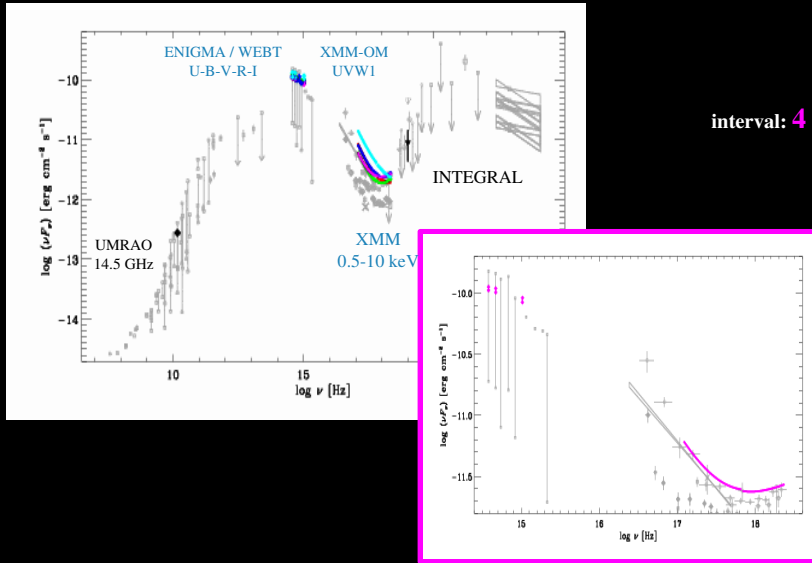 ENIGMA / WEBT
U-B-V-R-I
XMM-OM
UVW1
interval: 4
INTEGRAL
UMRAO
14.5 GHz
XMM
0.5-10 keV
log (νFν) [erg cm⁻² s⁻¹]
-10
-11
-12
-13
-14
10
15
log ν [Hz]
log (νFν) [erg cm⁻² s⁻¹]
-10.0
-10.5
-11.0
-11.5
15
16
17
18
log ν [Hz]